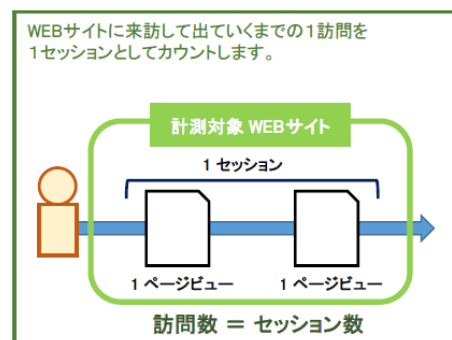 WEBサイトに来訪して出ていくまでの1訪問を
1セッションとしてカウントします。
計測対象 WEBサイト
1 セッション
1 ページビュー 1 ページビュー
訪問数 ＝ セッション数